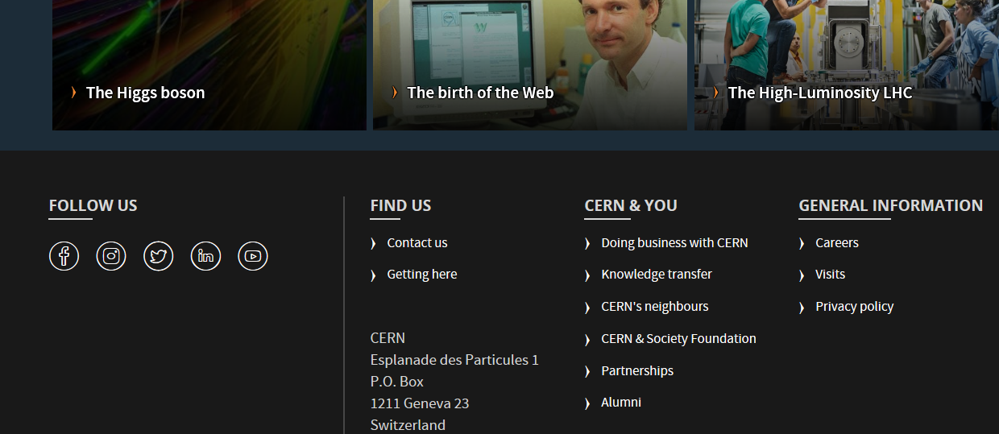 The Higgs boson
The birth of the Web
The High-Luminosity LHC
FOLLOW US
FIND US
Contact us
Getting here
CERN
Esplanade des Particules 1
P.O. Box
1211 Geneva 23
Switzerland
CERN & YOU
Doing business with CERN
Knowledge transfer
CERN's neighbours
CERN & Society Foundation
Partnerships
Alumni
GENERAL INFORMATION
Careers
Visits
Privacy policy